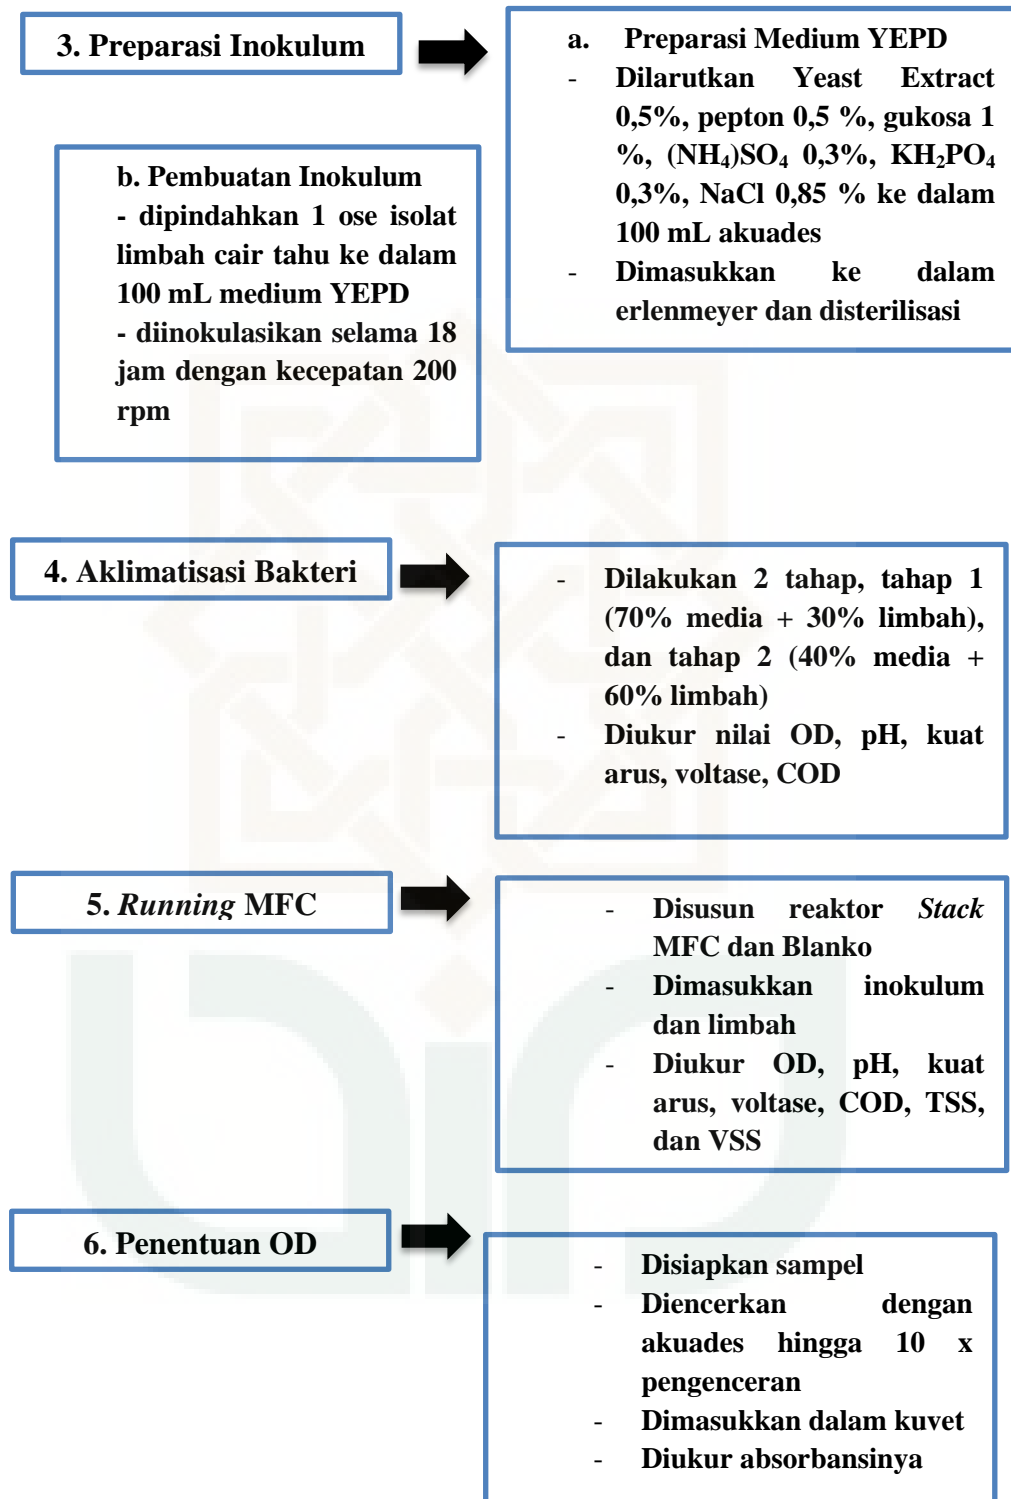 3. Preparasi Inokulum
a. Preparasi Medium YEPD
- Dilarutkan Yeast Extract
0,5%, pepton 0,5 %, gukosa 1
%, (NH₄)SO₄ 0,3%, KH₂PO₄
0,3%, NaCl 0,85 % ke dalam
100 mL akuades
- Dimasukkan ke dalam
erlenmeyer dan disterilisasi
b. Pembuatan Inokulum
- dipindahkan 1 ose isolat
limbah cair tahu ke dalam
100 mL medium YEPD
- diinokulasikan selama 18
jam dengan kecepatan 200
rpm
4. Aklimatisasi Bakteri
- Dilakukan 2 tahap, tahap 1
(70% media + 30% limbah),
dan tahap 2 (40% media +
60% limbah)
- Diukur nilai OD, pH, kuat
arus, voltase, COD
5. Running MFC
- Disusun reaktor Stack
MFC dan Blanko
- Dimasukkan inokulum
dan limbah
- Diukur OD, pH, kuat
arus, voltase, COD, TSS,
dan VSS
6. Penentuan OD
- Disiapkan sampel
- Diencerkan dengan
akuades hingga 10 x
pengenceran
- Dimasukkan dalam kuvet
- Diukur absorbansinya